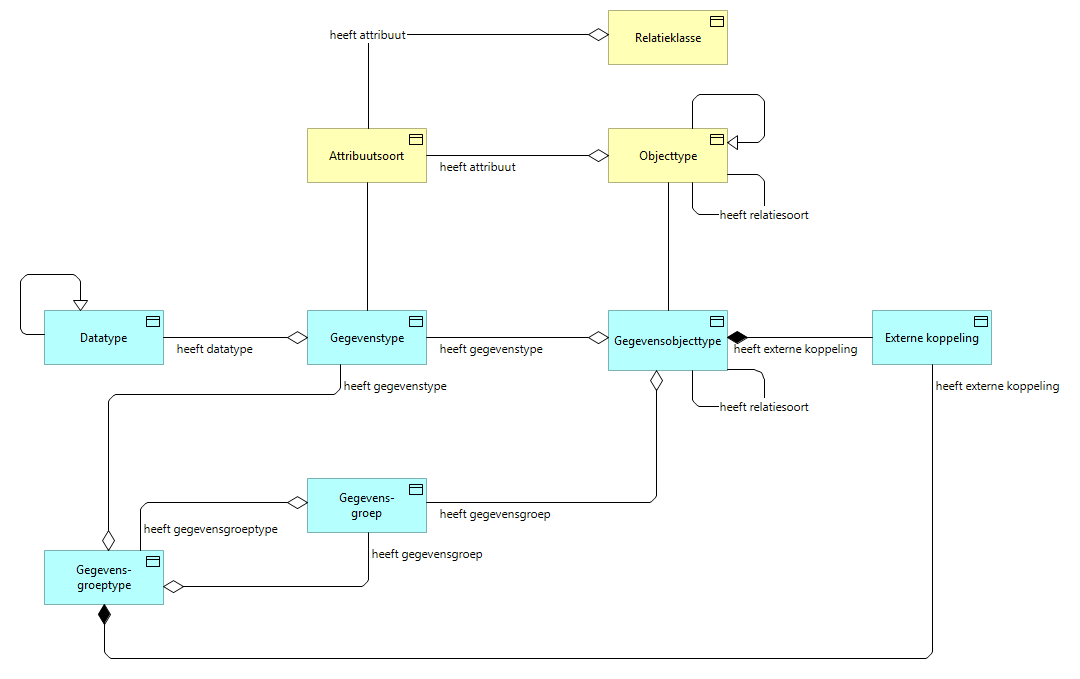 heeft attribuut
Relatieklasse
Attribuutsoort
Objecttype
heeft attribuut
heeft relatiesoort
Datatype
Gegevenstype
Gegevensobjecttype
Externe koppeling
heeft datatype
heeft gegevenstype
heeft externe koppeling
heeft gegevenstype
heeft externe koppeling
heeft relatiesoort
Gegevens-
groep
heeft gegevensgroep
heeft gegevensgroeptype
heeft gegevensgroep
Gegevens-
groeptype